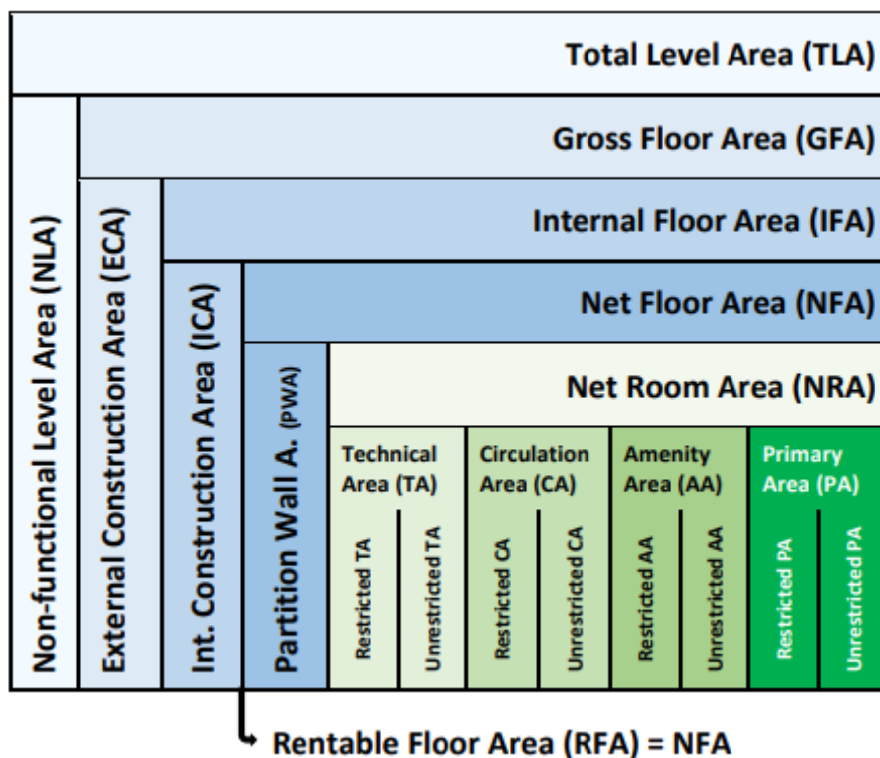 Total Level Area (TLA)
Gross Floor Area (GFA)
Internal Floor Area (IFA)
Net Floor Area (NFA)
Net Room Area (NRA)
Non-functional Level Area (NLA)
External Construction Area (ECA)
Int. Construction Area (ICA)
Partition Wall A. (PWA)
Technical
Area (TA)
Circulation
Area (CA)
Amenity
Area (AA)
Primary
Area (PA)
Restricted TA
Unrestricted TA
Restricted CA
Unrestricted CA
Restricted AA
Unrestricted AA
Restricted PA
Unrestricted PA
Rentable Floor Area (RFA) = NFA